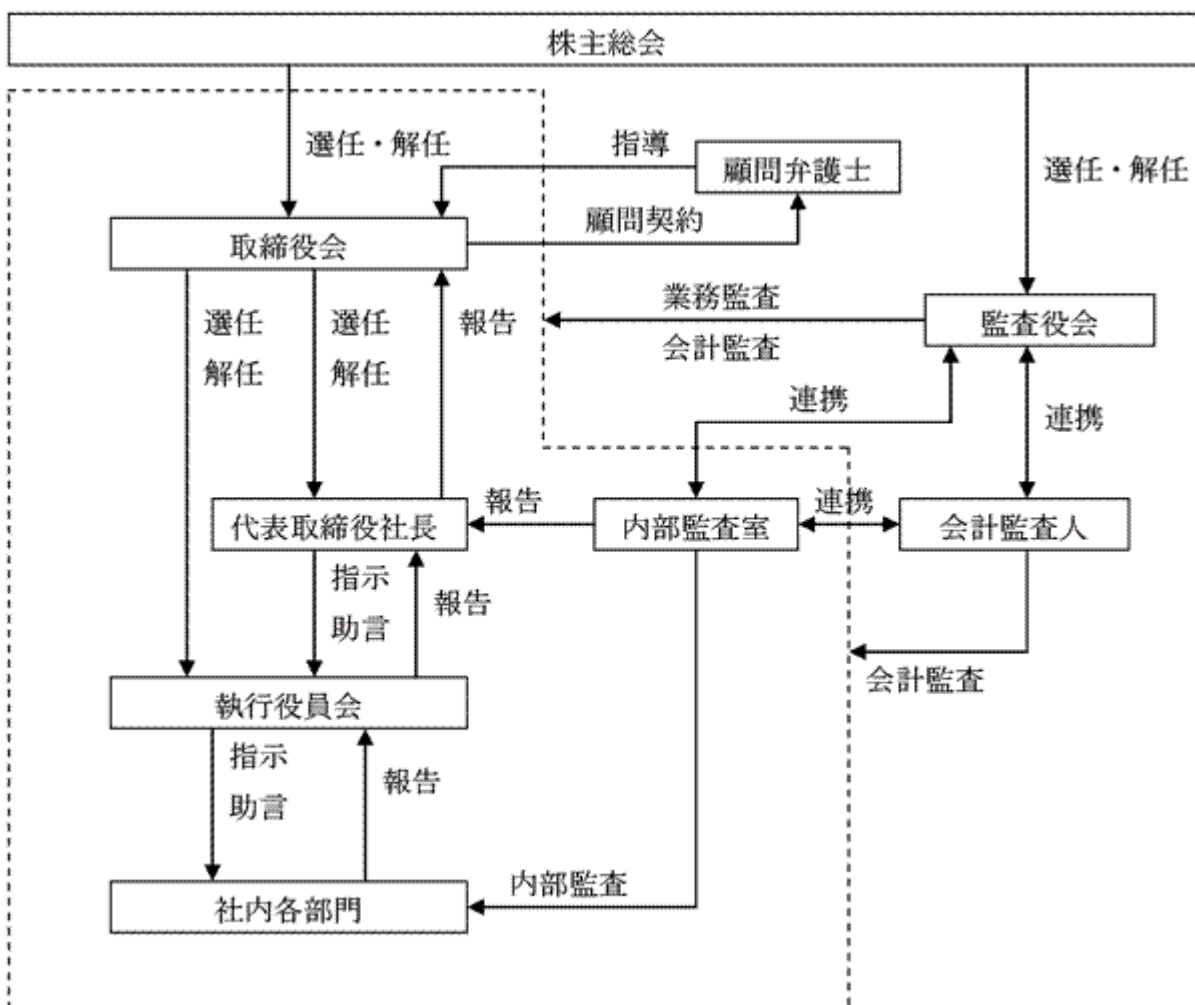 株主総会
選任・解任
指導
顧問弁護士
選任・解任
取締役会
顧問契約
選任
解任
選任
解任
報告
業務監査
会計監査
監査役会
連携
連携
代表取締役社長
報告
内部監査室
連携
会計監査人
指示
助言
報告
会計監査
執行役員会
指示
助言
報告
内部監査
社内各部門